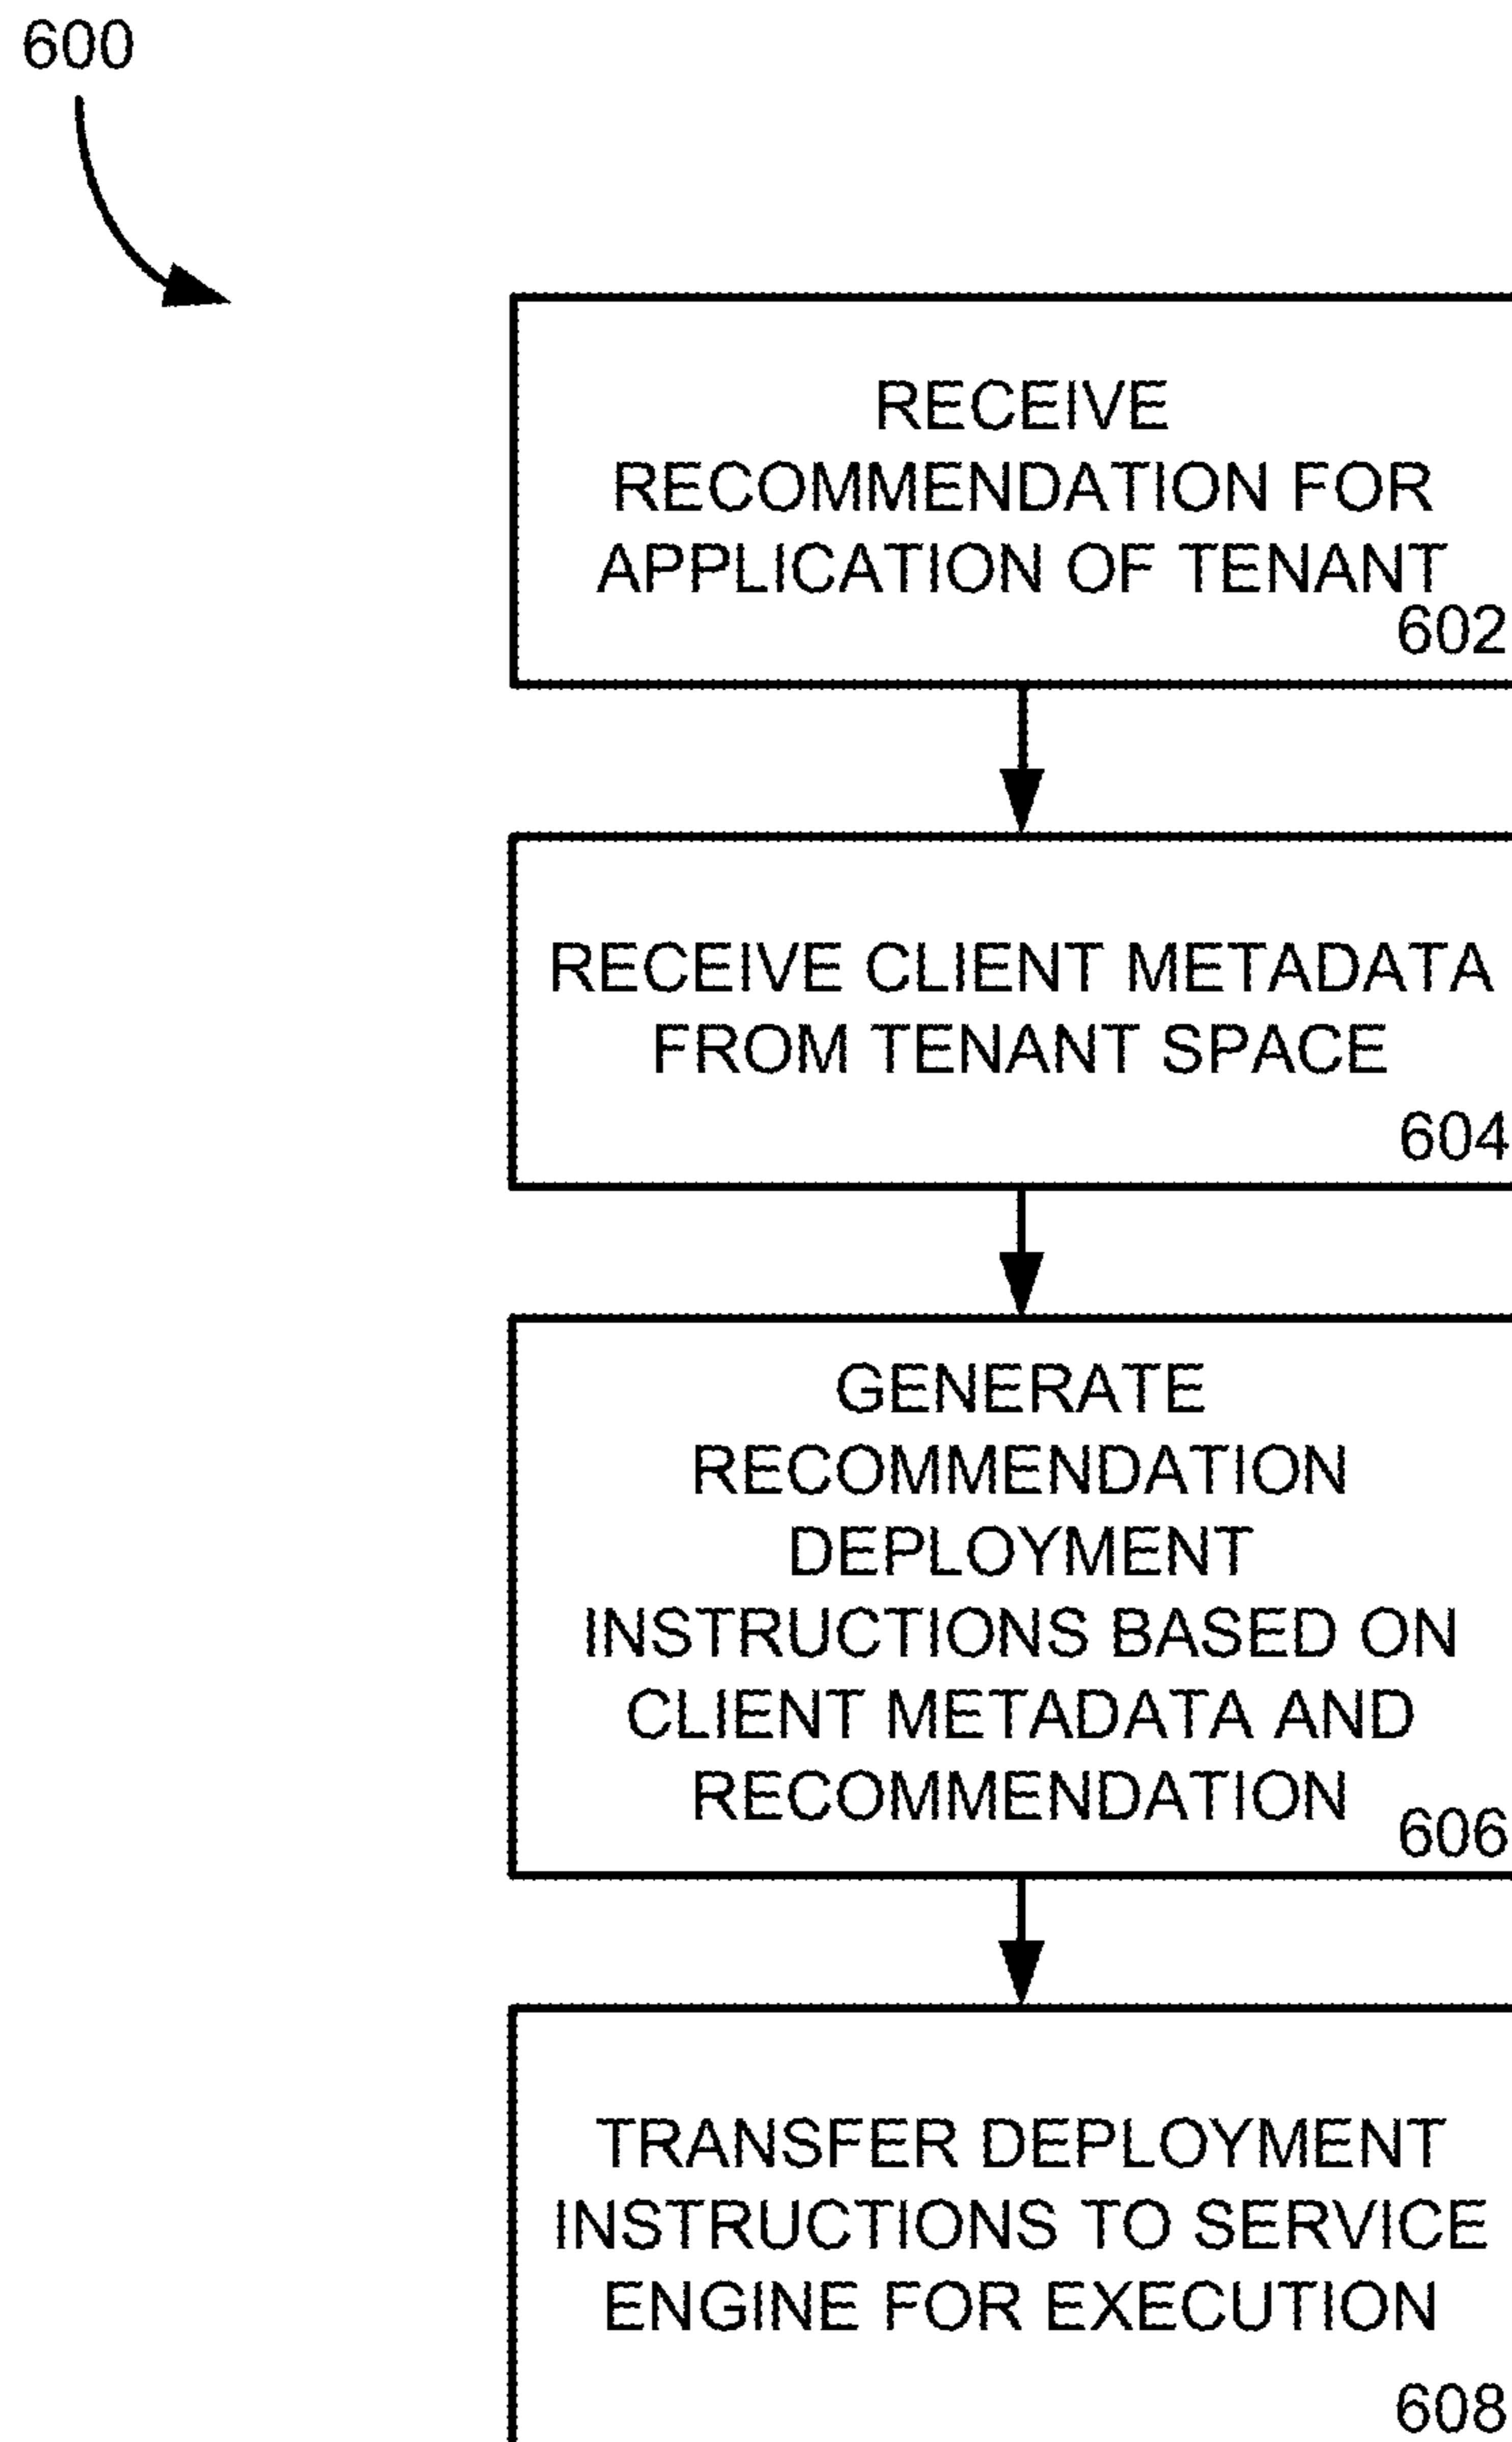 600
RECEIVE
RECOMMENDATION FOR
APPLICATION OF TENANT
602
RECEIVE CLIENT METADATA
FROM TENANT SPACE
604
GENERATE
RECOMMENDATION
DEPLOYMENT
INSTRUCTIONS BASED ON
CLIENT METADATA AND
RECOMMENDATION
606
TRANSFER DEPLOYMENT
INSTRUCTIONS TO SERVICE
ENGINE FOR EXECUTION
608